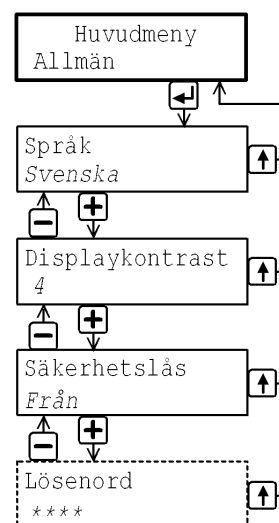 Huvudmeny
Allmän
Språk
Svenska
Displaykontrast
4
Säkerhetslås
Från
Lösenord
****